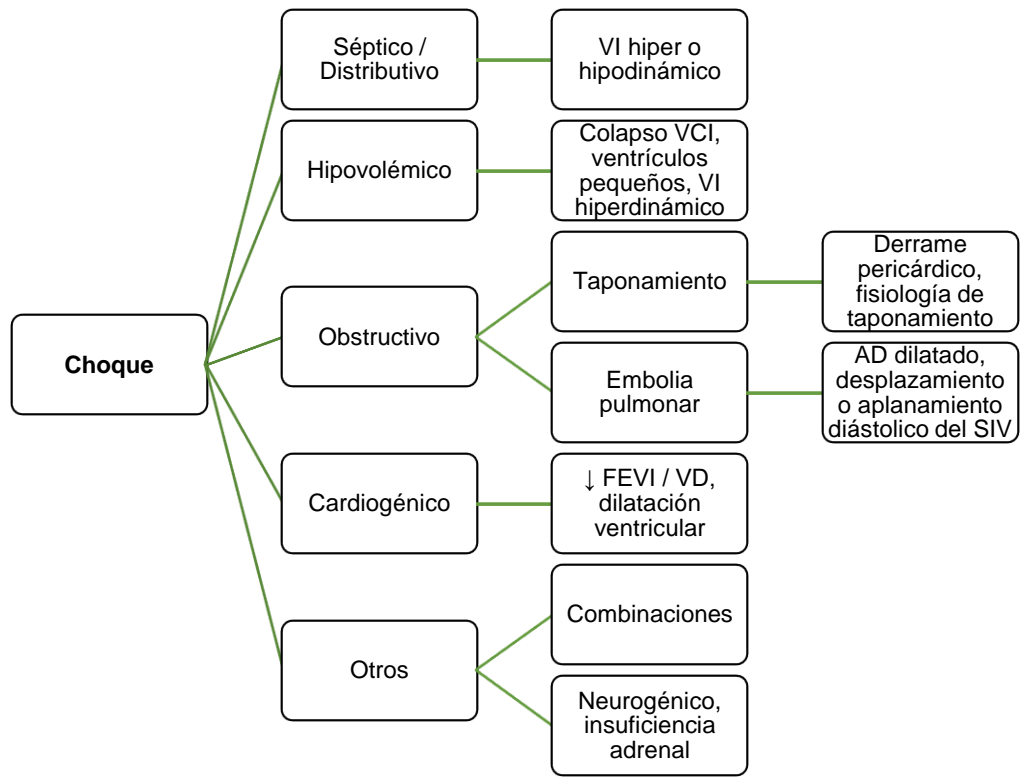 Choque
Séptico /
Distributivo
VI hiper o
hipodinámico
Hipovolémico
Colapso VCI,
ventrículos
pequeños, VI
hiperdinámico
Obstructivo
Taponamiento
Derrame
pericárdico,
fisiología de
taponamiento
Embolia
pulmonar
AD dilatado,
desplazamiento
o aplanamiento
diástolico del SIV
Cardiogénico
↓ FEVI / VD,
dilatación
ventricular
Otros
Combinaciones
Neurogénico,
insuficiencia
adrenal